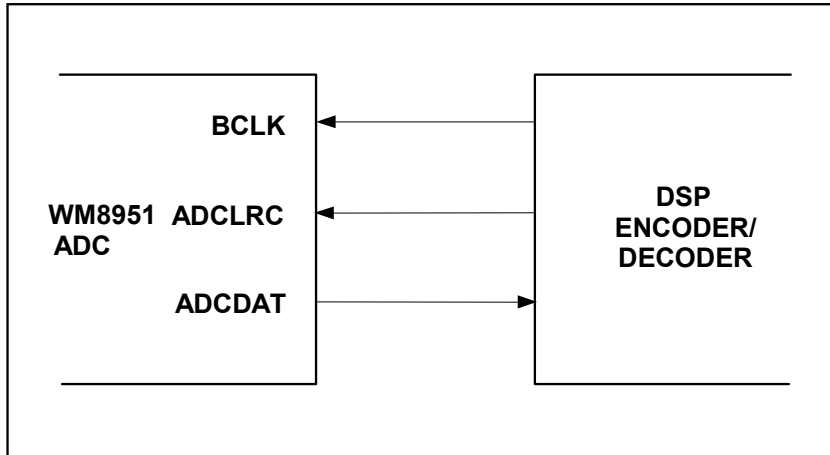 BCLK
WM8951
ADC
ADCLRC
ADCDAT
DSP
ENCODER/
DECODER